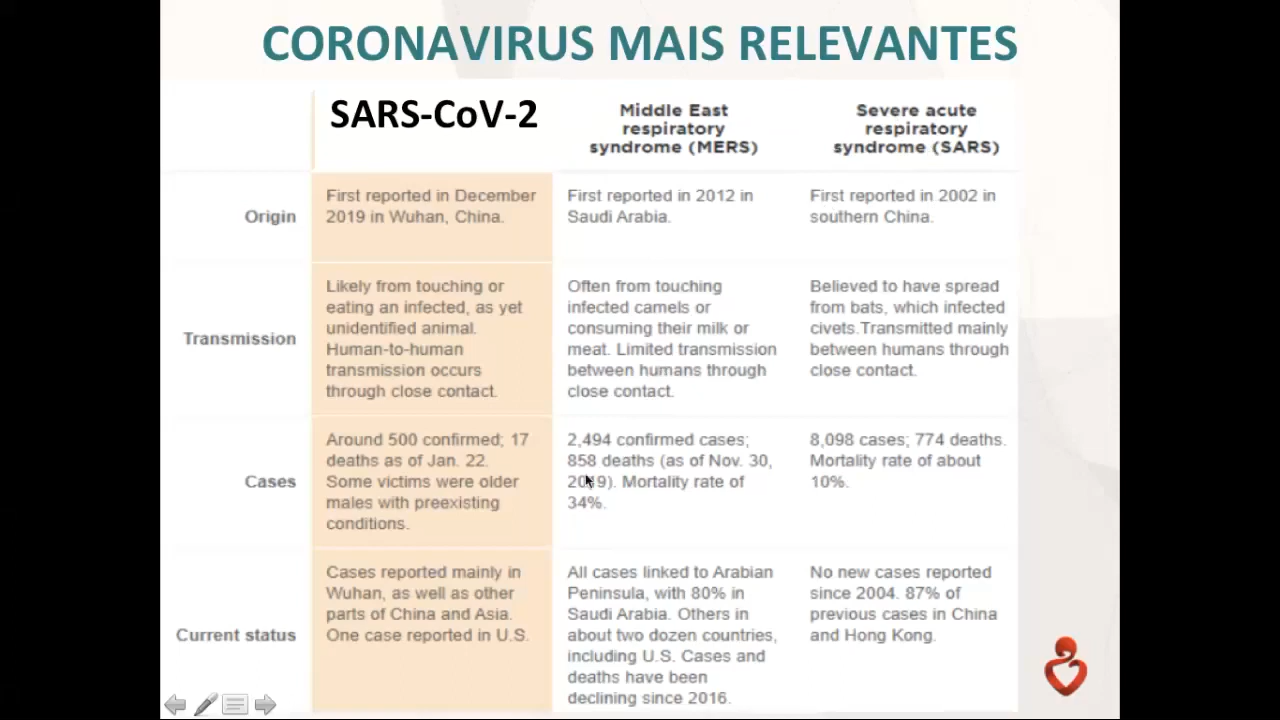 CORONAVIRUS MAIS RELEVANTES
SARS-CoV-2
Middle East
respiratory
syndrome (MERS)
Severe acute
respiratory
syndrome (SARS)
Origin
First reported in December
2019 in Wuhan, China.
First reported in 2012 in
Saudi Arabia.
First reported in 2002 in
southern China.
Transmission
Likely from touching or
eating an infected, as yet
unidentified animal.
Human-to-human
transmission occurs
through close contact.
Often from touching
infected camels or
consuming their milk or
meat. Limited transmission
between humans through
close contact.
Believed to have spread
from bats, which infected
civets.Transmitted mainly
between humans through
close contact.
Cases
Around 500 confirmed; 17
deaths as of Jan. 22.
Some victims were older
males with preexisting
conditions.
2,494 confirmed cases;
858 deaths (as of Nov. 30,
2019). Mortality rate of
34%.
8,098 cases; 774 deaths.
Mortality rate of about
10%.
Current status
Cases reported mainly in
Wuhan, as well as other
parts of China and Asia.
One case reported in U.S.
All cases linked to Arabian
Peninsula, with 80% in
Saudi Arabia. Others in
about two dozen countries,
including U.S. Cases and
deaths have been
declining since 2016.
No new cases reported
since 2004. 87% of
previous cases in China
and Hong Kong.